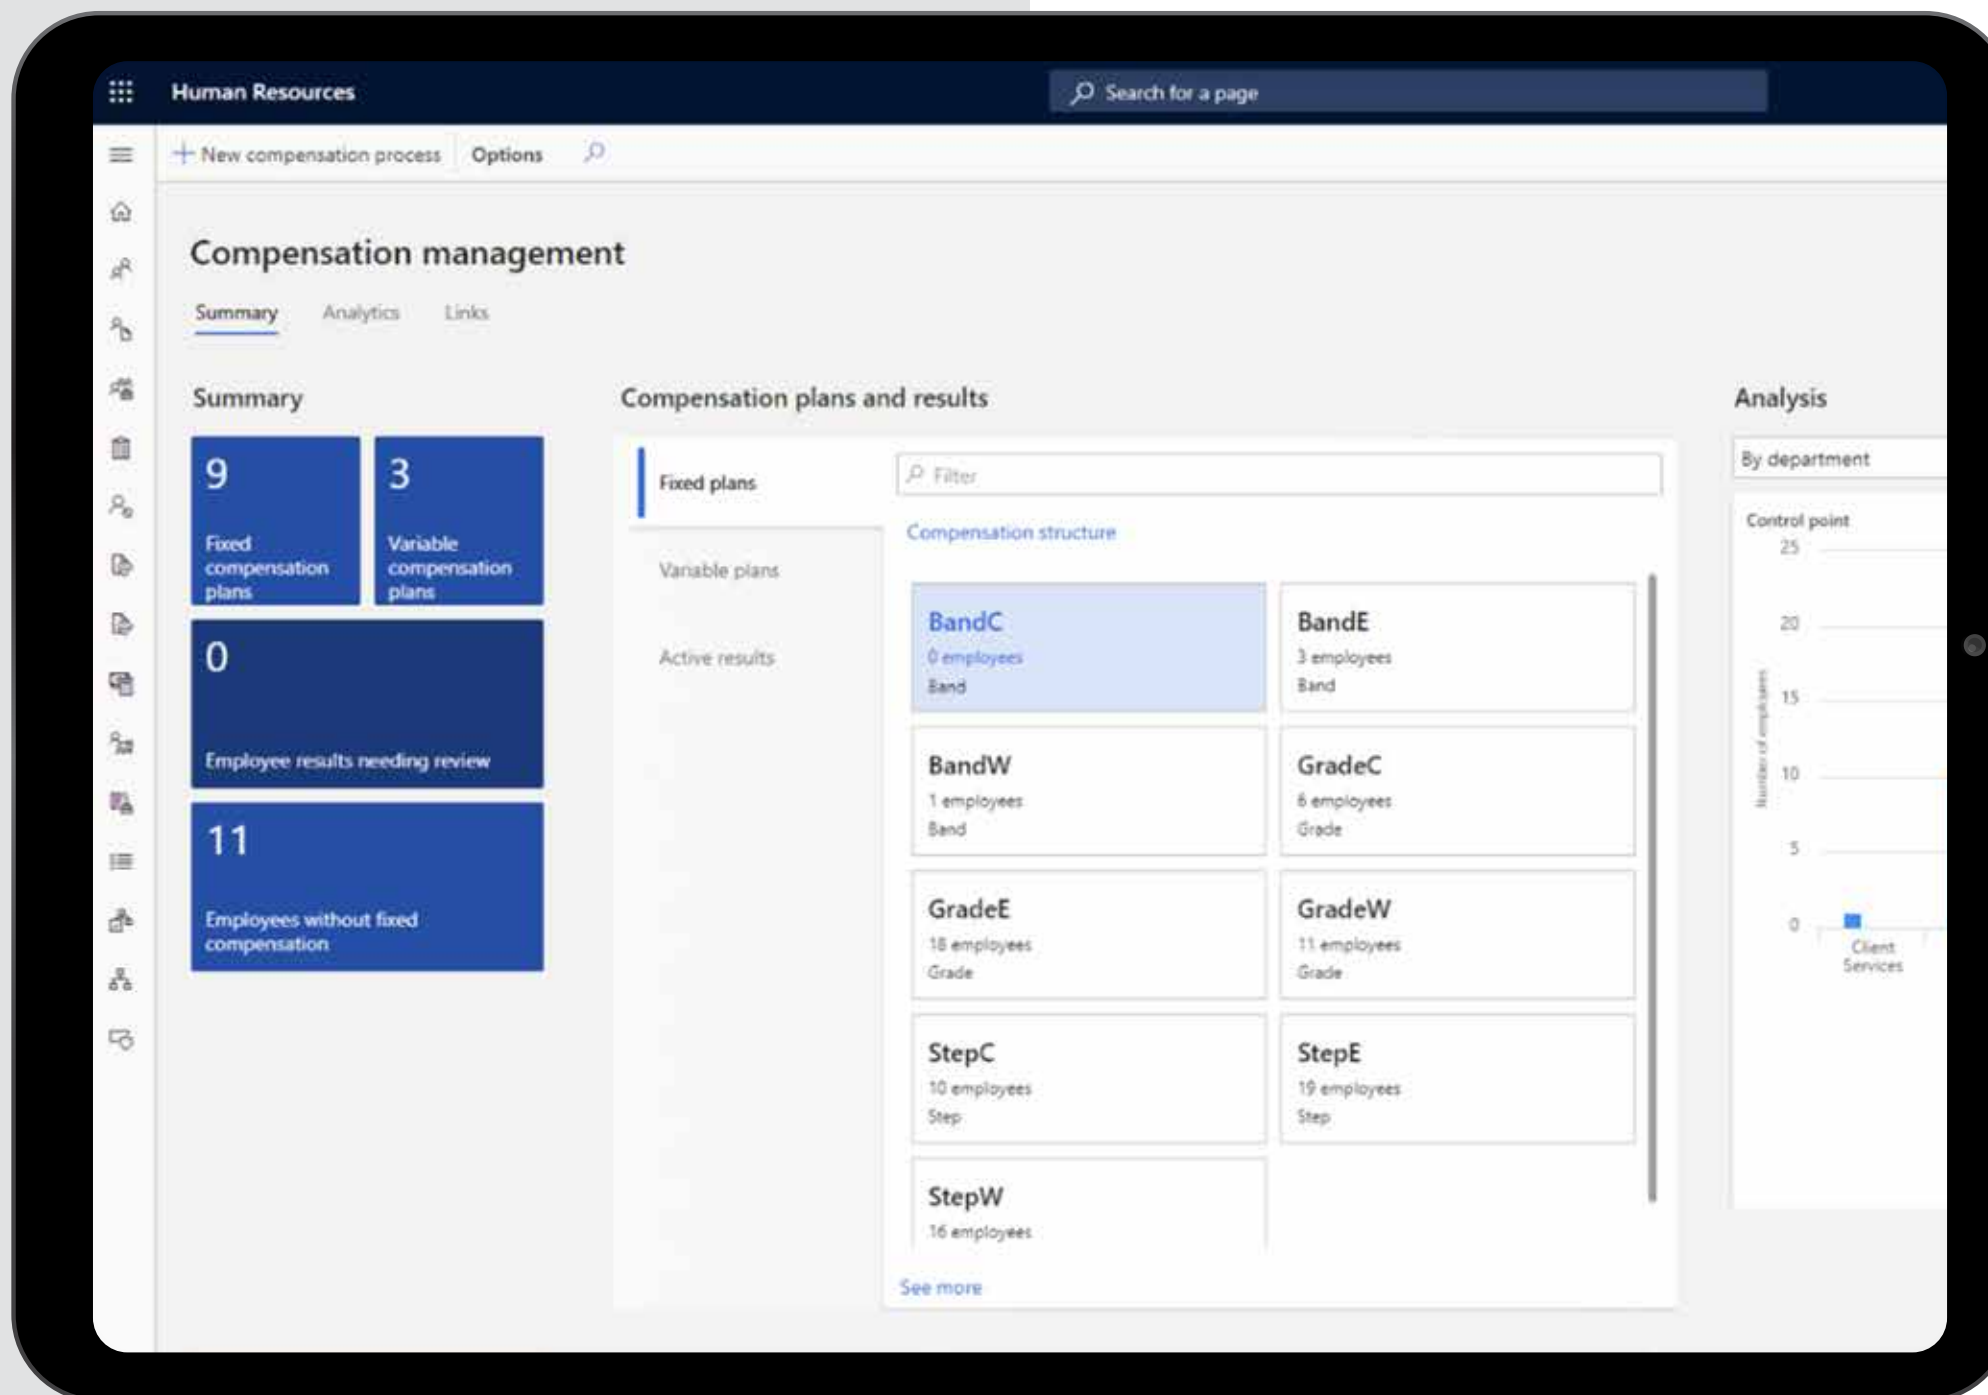 Human Resources
Search for a page
New compensation process
Options
Compensation management
Summary
Analytics
Links
Summary
9
Fixed
compensation
plans
3
Variable
compensation
plans
0
Employee results needing review
11
Employees without fixed
compensation
Compensation plans and results
Fixed plans
Variable plans
Active results
Filter
Compensation structure
BandC
0 employees
Band
BandE
3 employees
Band
BandW
1 employees
Band
GradeC
6 employees
Grade
GradeE
18 employees
Grade
GradeW
11 employees
Grade
StepC
10 employees
Step
StepE
19 employees
Step
StepW
16 employees
See more
Analysis
By department
Control point
Number of employees
25
20
15
10
5
0
Client
Services